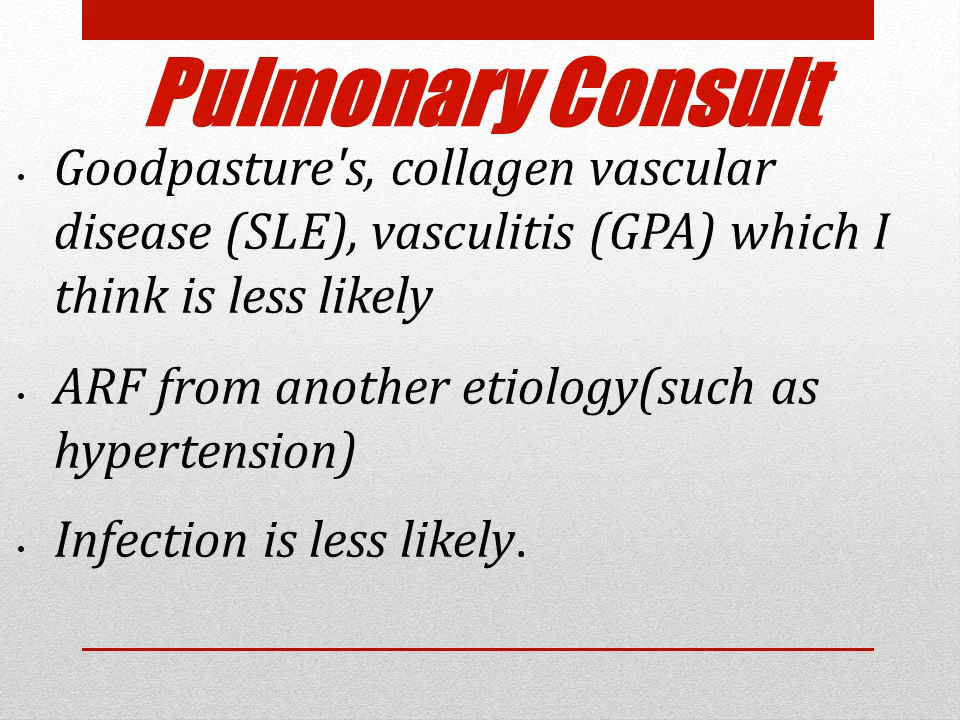 Pulmonary Consult
• Goodpasture's, collagen vascular
disease (SLE), vasculitis (GPA) which I
think is less likely
• ARF from another etiology(such as
hypertension)
• Infection is less likely.